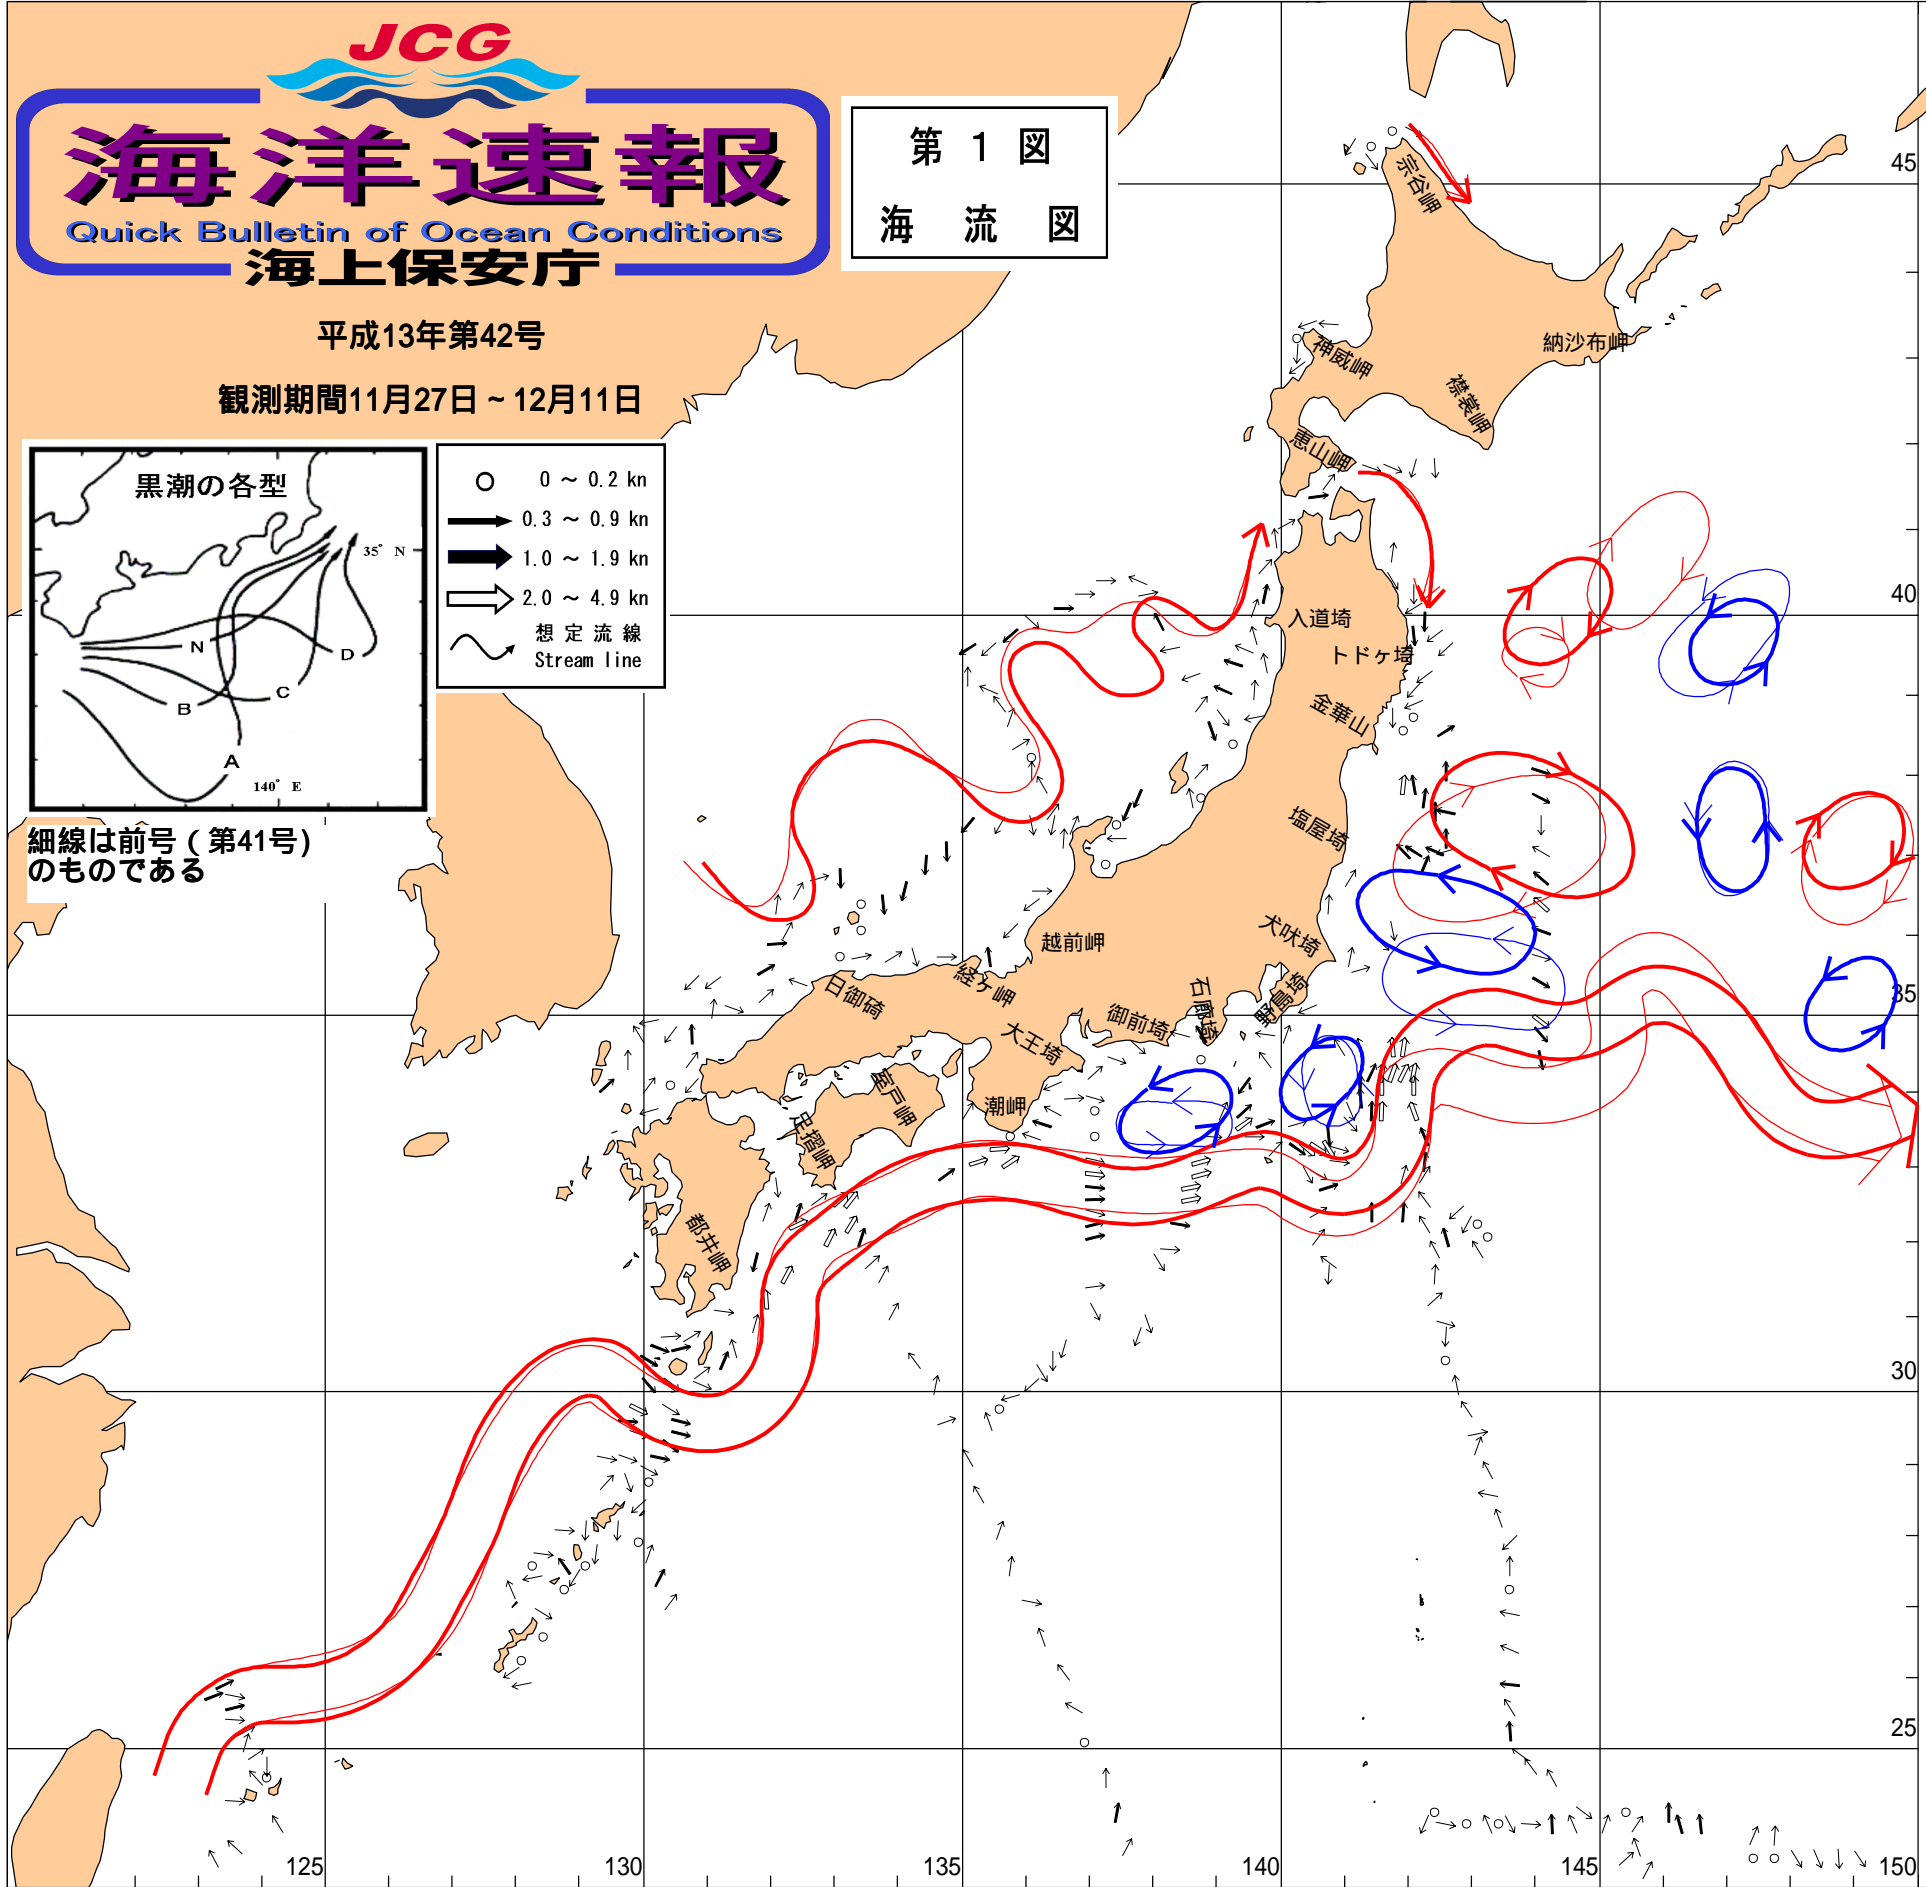 JCG
海洋速報
Quick Bulletin of Ocean Conditions
海上保安庁
平成13年第42号
観測期間11月27日~12月11日
第 1 図
海 流 図
黒潮の各型
35° N
N
D
B
C
A
140° E
0 ~ 0.2 kn
0.3 ~ 0.9 kn
1.0 ~ 1.9 kn
2.0 ~ 4.9 kn
想定流線
Stream line
細線は前号(第41号)
のものである
宗谷岬
神威岬
納沙布岬
襟裳岬
恵山岬
入道埼
トドヶ埼
金華山
塩屋埼
犬吠埼
越前岬
経ヶ岬
日御碕
石廊埼
野島埼
御前埼
大王埼
潮岬
室戸岬
足摺岬
都井岬
45
40
35
30
25
125
130
135
140
145
150